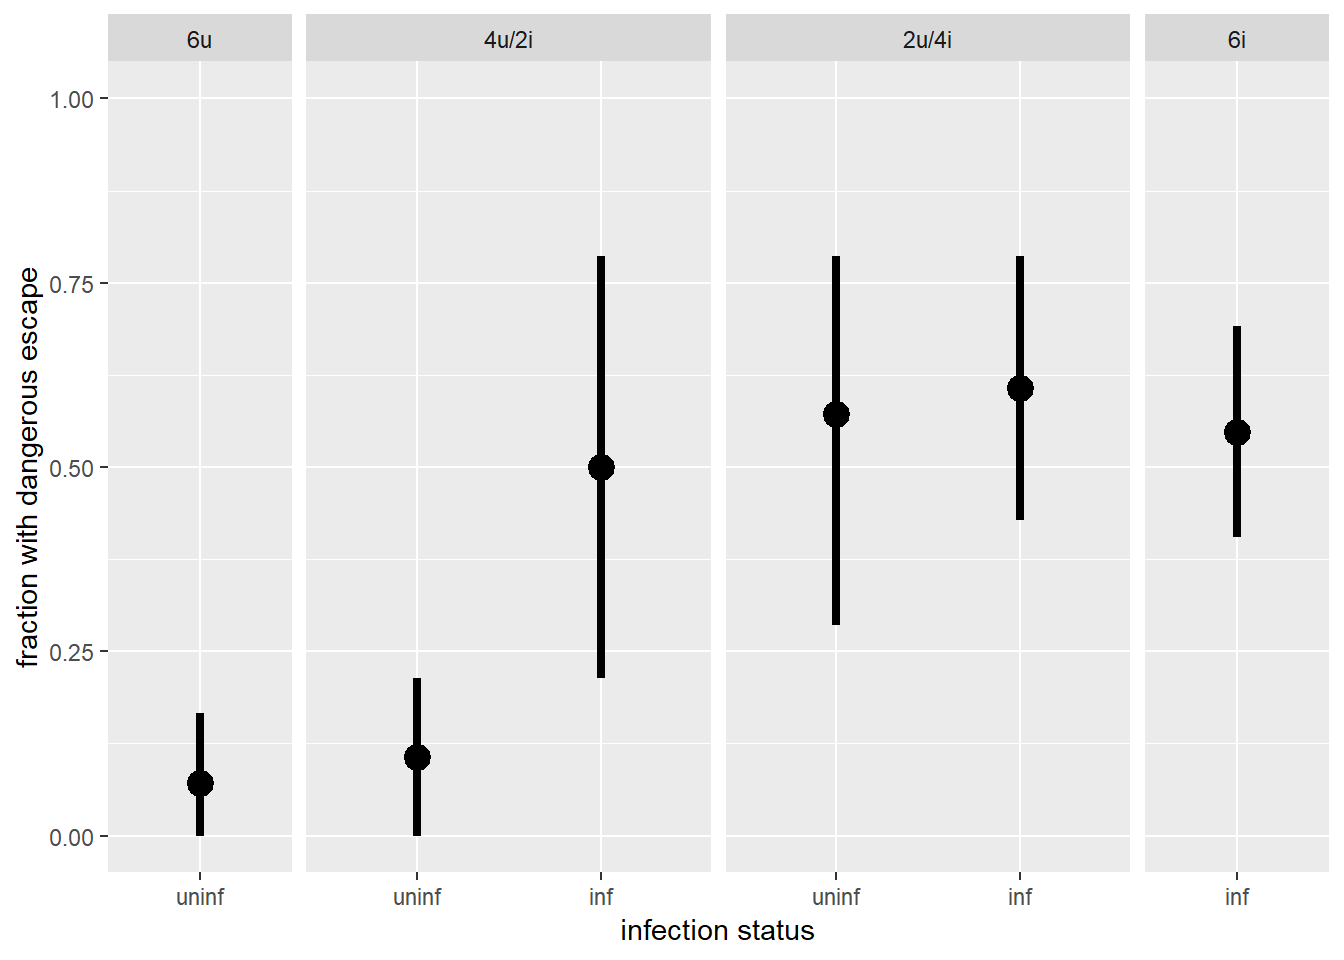 6u
4u/2i
2u/4i
6i
1.00
0.75
0.50
0.25
0.00
fraction with dangerous escape
uninf
uninf
inf
uninf
inf
inf
infection status